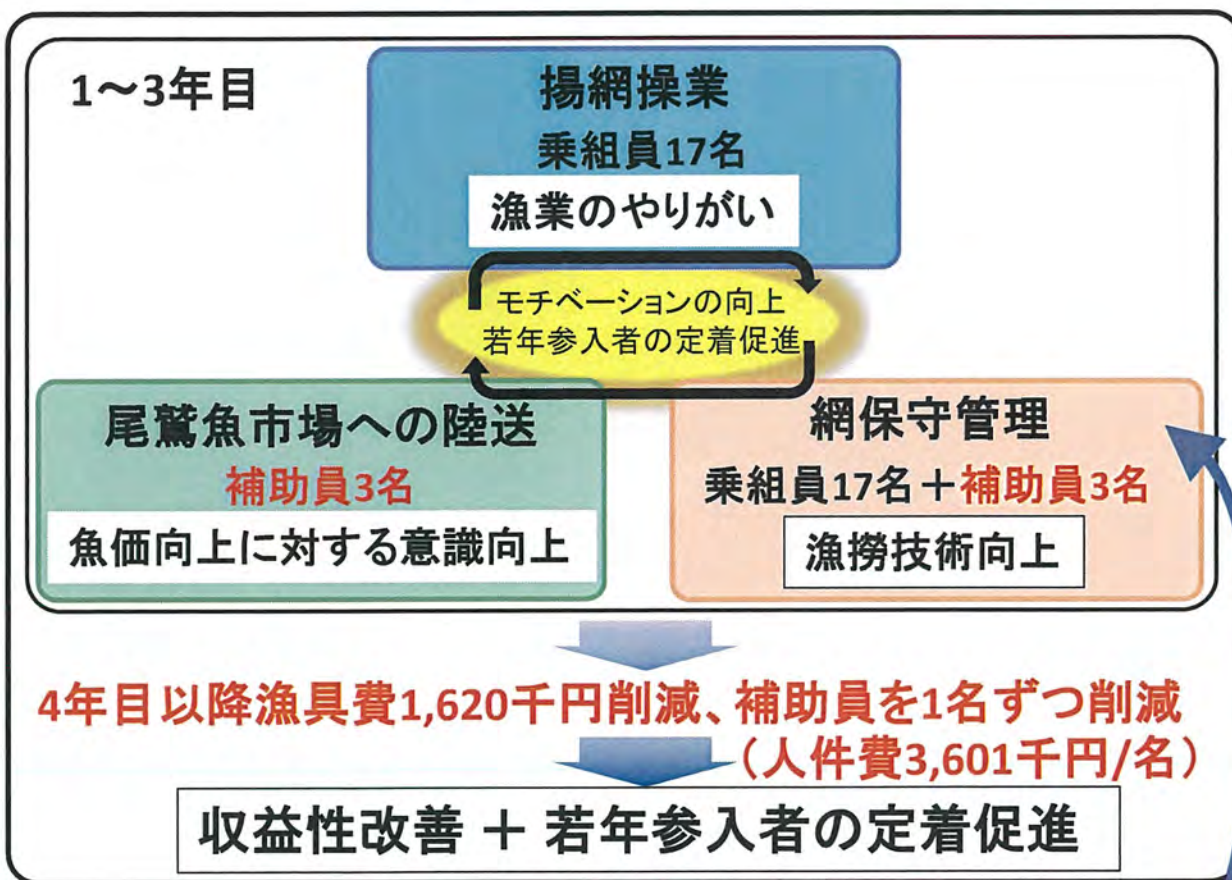 1～3年目
揚網操業
乗組員17名
漁業のやりがい
モチベーションの向上
若年参入者の定着促進
尾鷲魚市場への陸送
補助員3名
魚価向上に対する意識向上
網保守管理
乗組員17名＋補助員3名
漁撈技術向上
4年目以降漁具費1,620千円削減、補助員を1名ずつ削減
（人件費3,601千円/名）
収益性改善 ＋ 若年参入者の定着促進